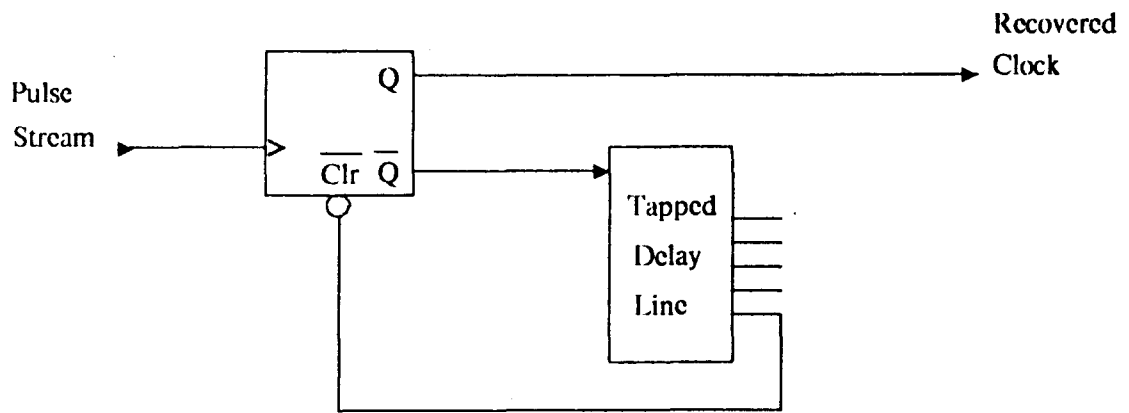 Recovered
Clock
Pulse
Stream
Q
Clr Q
Tapped
Delay
Line